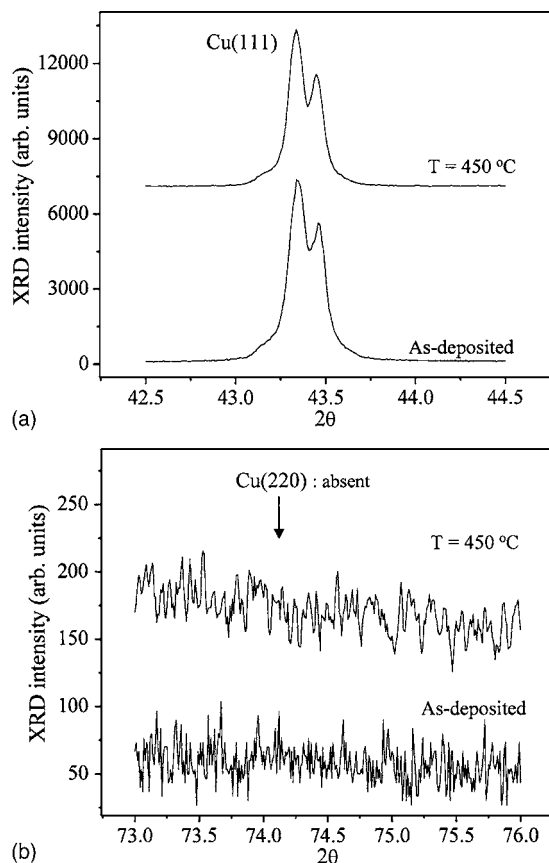 Cu(111)
12000
9000
6000
3000
0
XRD intensity (arb. units)
T = 450 °C
As-deposited
42.5 43.0 43.5 44.0 44.5
2θ
(a)
Cu(220) : absent
250
200
150
100
50
XRD intensity (arb. units)
T = 450 °C
As-deposited
73.0 73.5 74.0 74.5 75.0 75.5 76.0
2θ
(b)